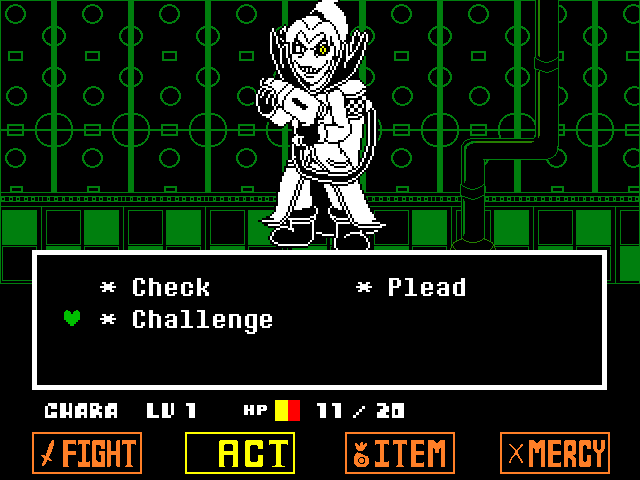 * Check * Plead
* Challenge
CHARA LV 1 HP 11 / 20
FIGHT ACT ITEM MERCY